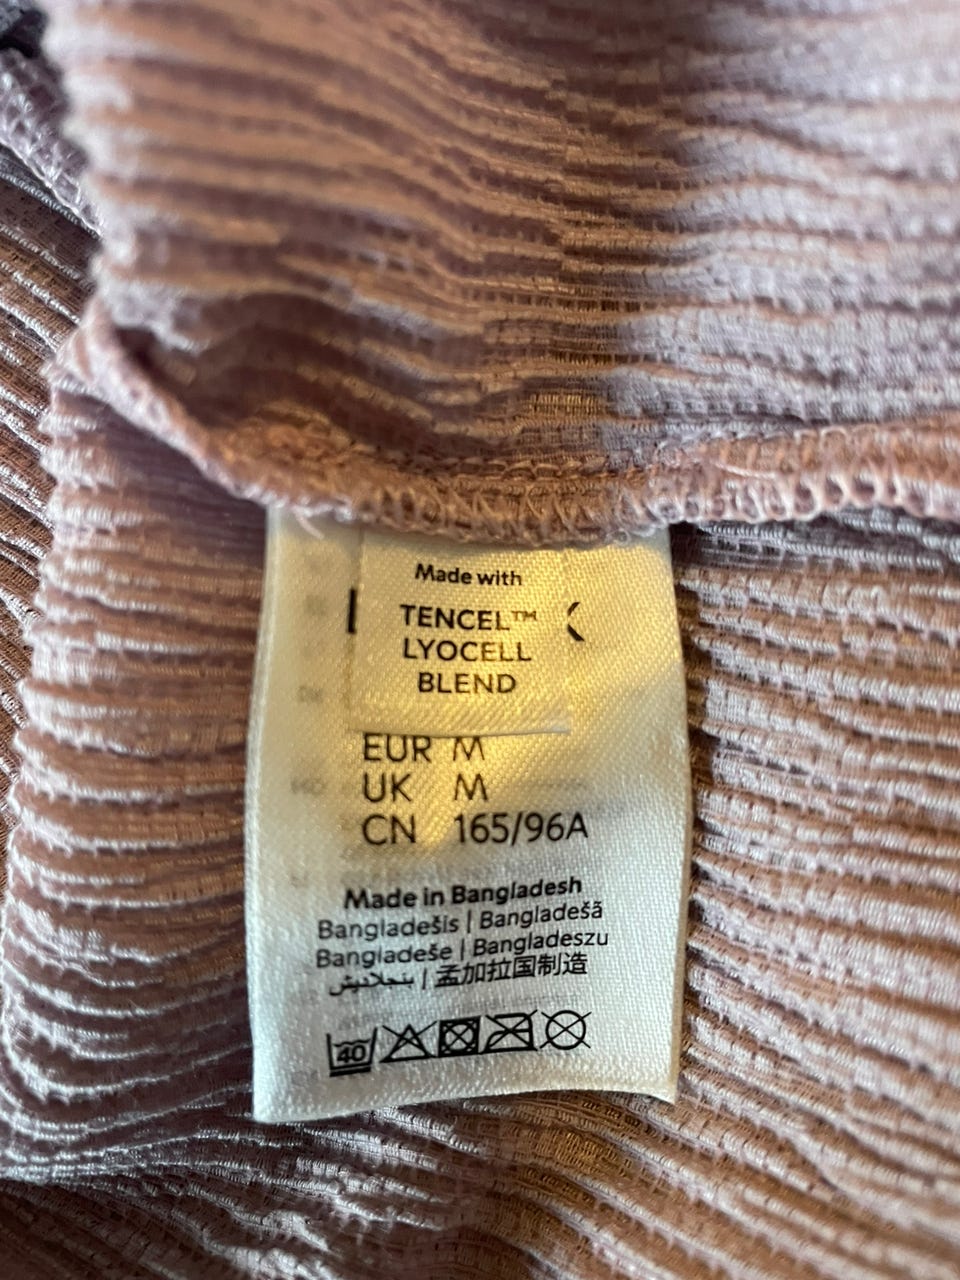 Made with
TENCEL™
LYOCELL
BLEND
EUR M
UK M
CN 165/96A
Made in Bangladesh
Bangladešis | Bangladešā
Bangladeše | Bangladeszu
بنجلاديش | 孟加拉国制造
40